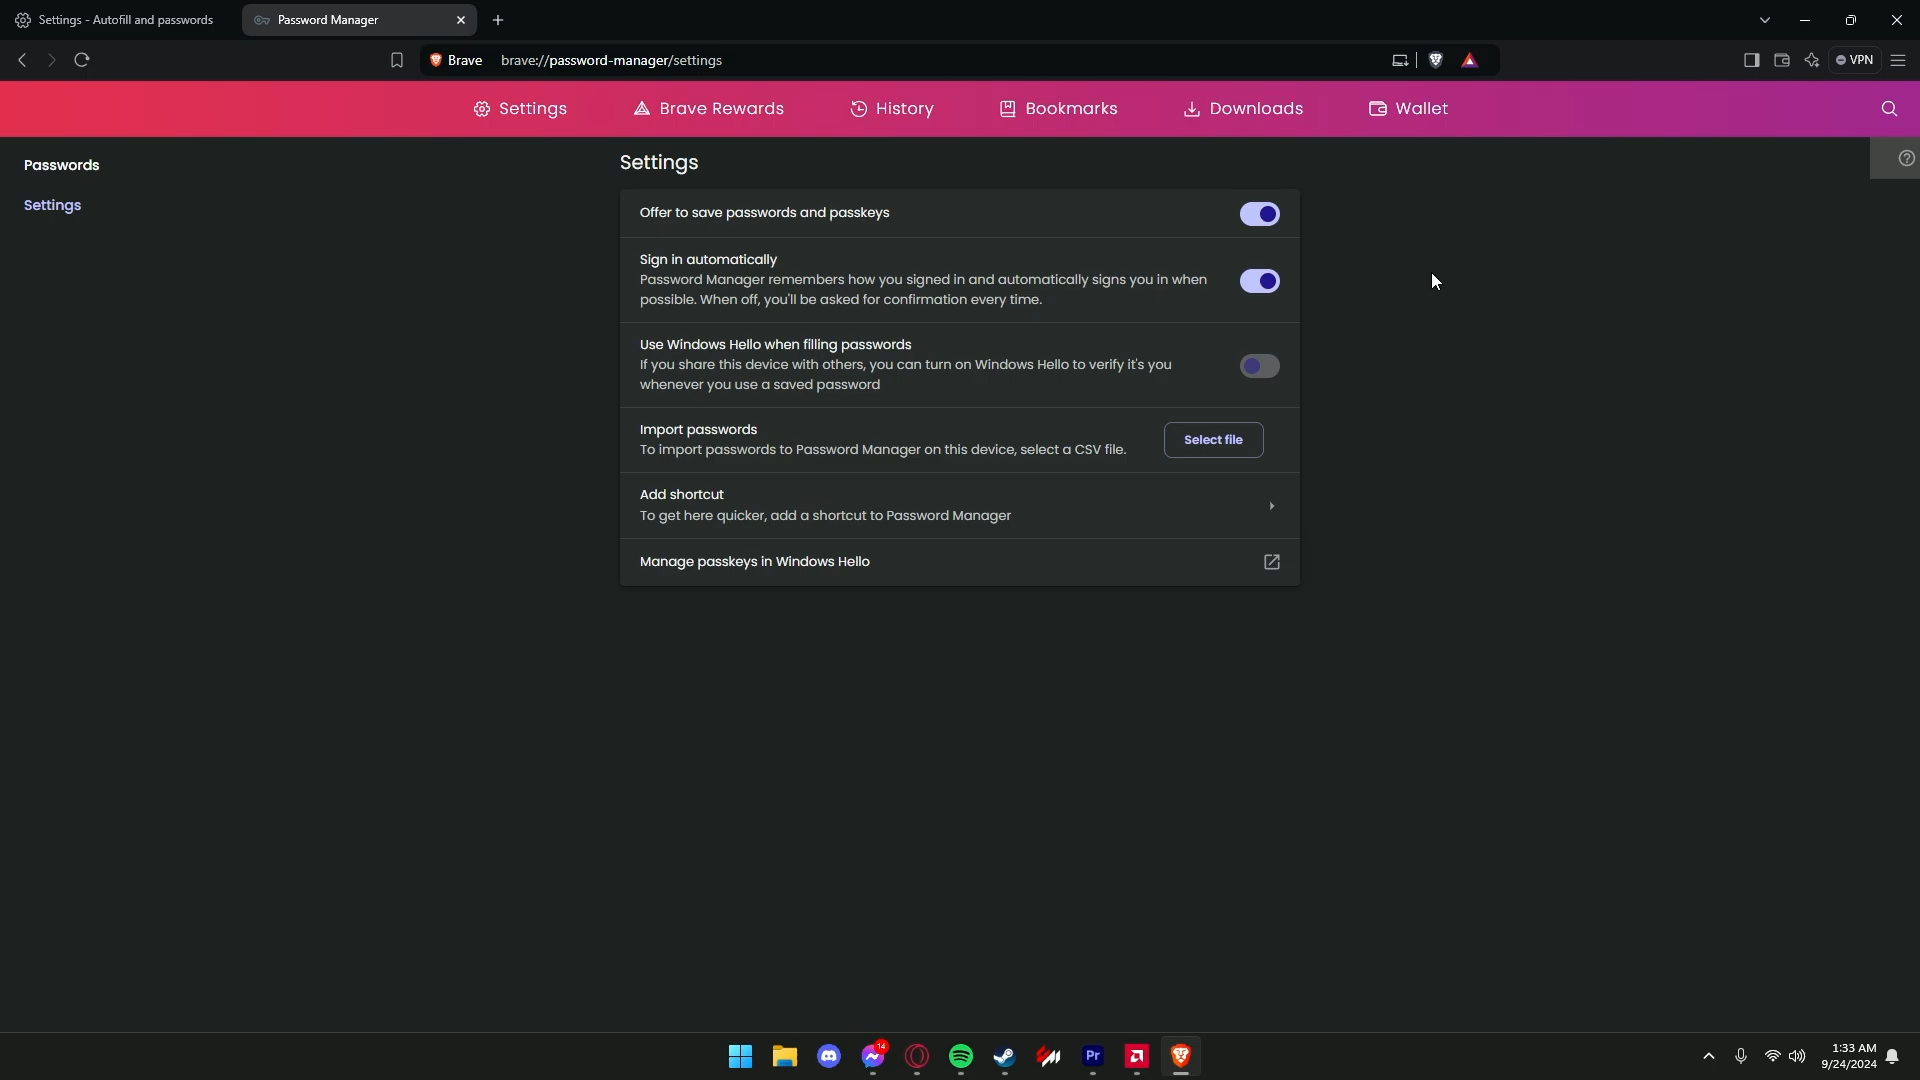 Settings - Autofill and passwords
Password Manager
Brave
brave://password-manager/settings
VPN
Settings
Brave Rewards
History
Bookmarks
Downloads
Wallet
Passwords
Settings
Settings
Offer to save passwords and passkeys
Sign in automatically
Password Manager remembers how you signed in and automatically signs you in when
possible. When off, you'll be asked for confirmation every time.
Use Windows Hello when filling passwords
If you share this device with others, you can turn on Windows Hello to verify it's you
whenever you use a saved password
Import passwords
To import passwords to Password Manager on this device, select a CSV file.
Select file
Add shortcut
To get here quicker, add a shortcut to Password Manager
Manage passkeys in Windows Hello
14
Pr
1:33 AM
9/24/2024